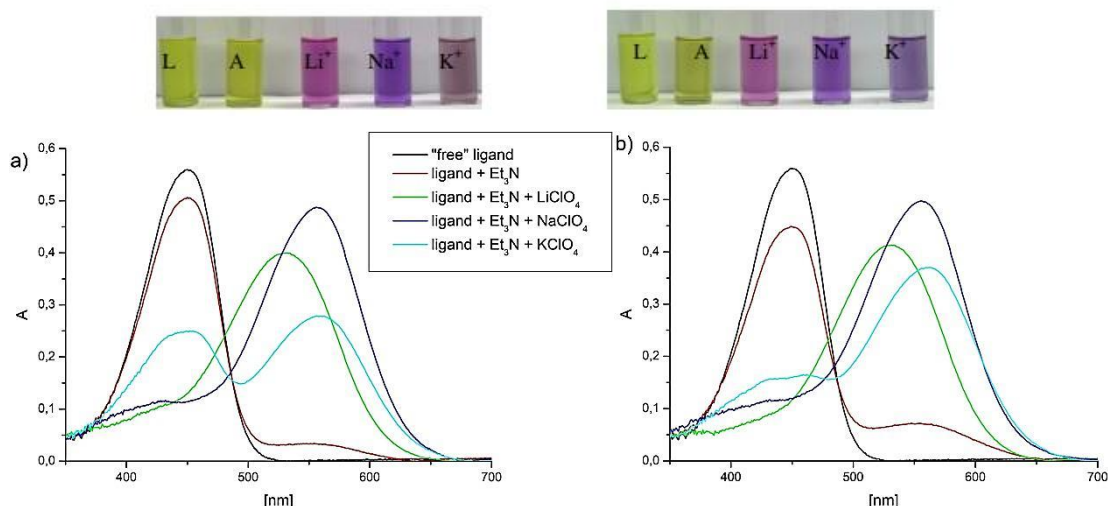 L A Li⁺ Na⁺ K⁺
L A Li⁺ Na⁺ K⁺
a)
b)
"free" ligand
ligand + Et₃N
ligand + Et₃N + LiClO₄
ligand + Et₃N + NaClO₄
ligand + Et₃N + KClO₄
0,6
0,5
0,4
0,3
0,2
0,1
0,0
A
400 500 600 700
[nm]
0,6
0,5
0,4
0,3
0,2
0,1
0,0
A
400 500 600 700
[nm]